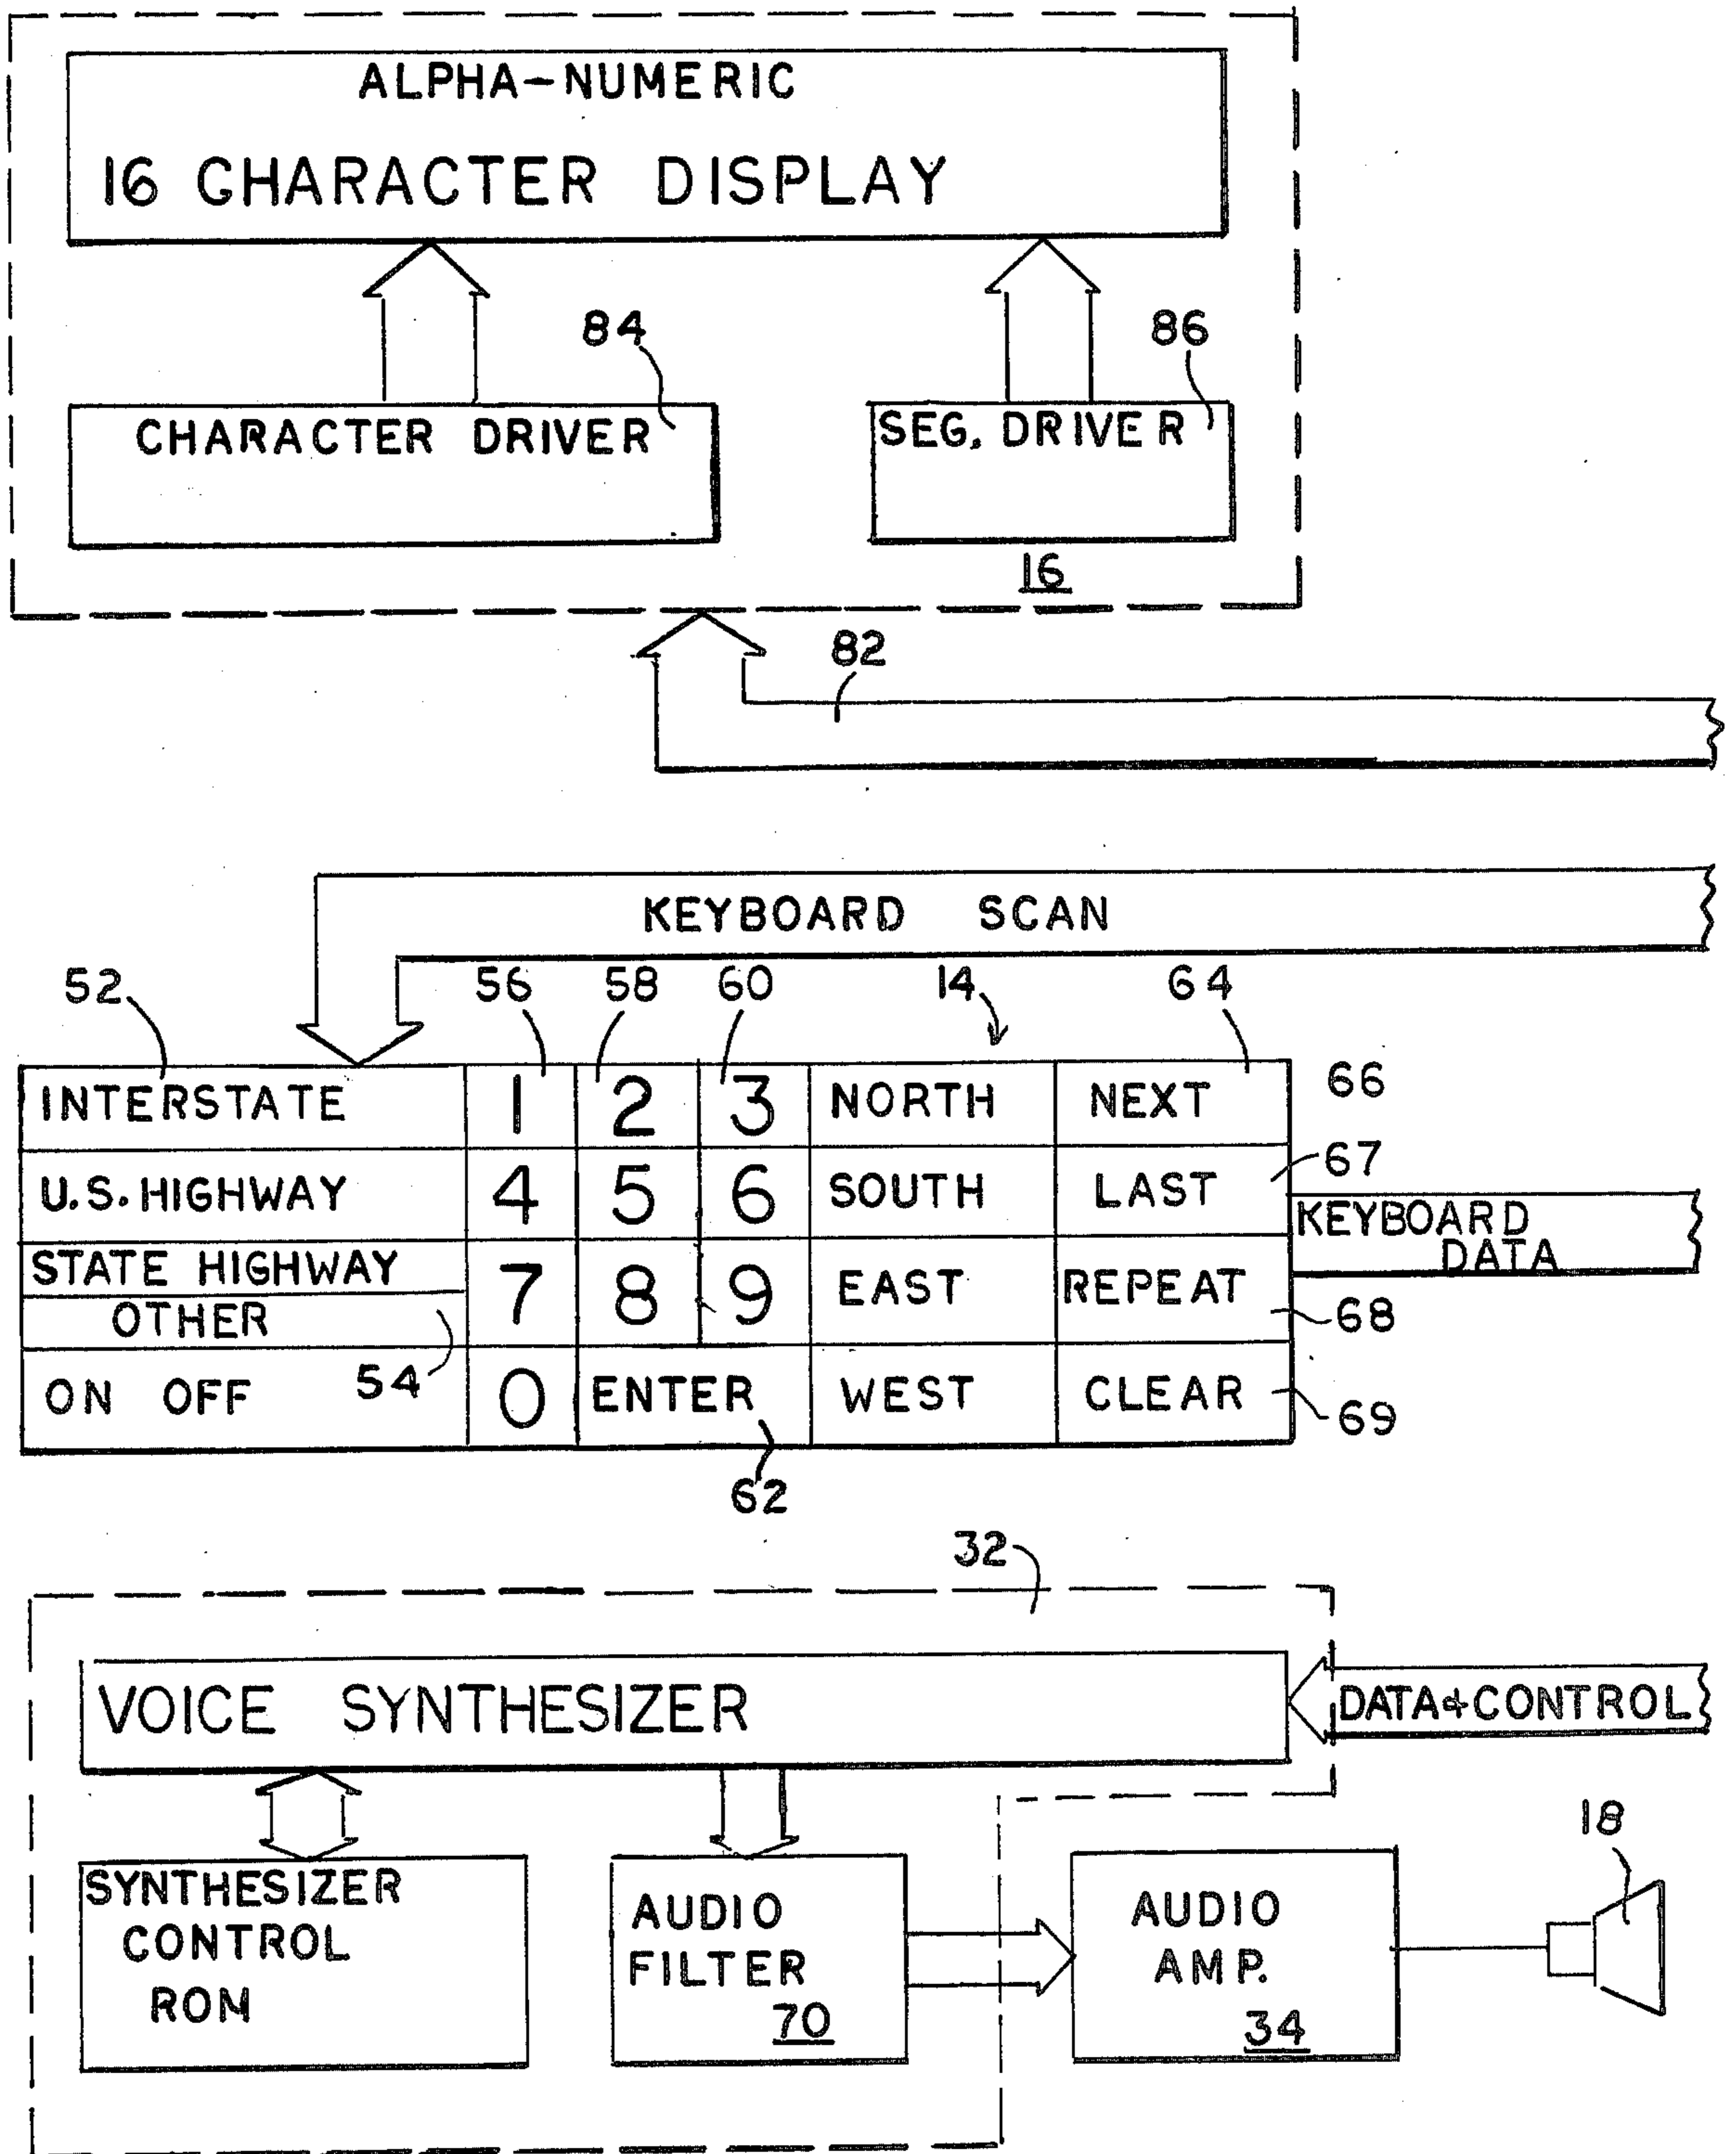 ALPHA-NUMERIC
16 CHARACTER DISPLAY
84
86
CHARACTER DRIVER
SEG. DRIVER
16
82
KEYBOARD SCAN
52 56 58 60 14 64
INTERSTATE 1 2 3 NORTH NEXT 66
U.S. HIGHWAY 4 5 6 SOUTH LAST 67
KEYBOARD
DATA
STATE HIGHWAY 7 8 9 EAST REPEAT 68
OTHER
54
ON OFF 0 ENTER WEST CLEAR 69
62
32
VOICE SYNTHESIZER
DATA & CONTROL
18
SYNTHESIZER
CONTROL
ROM
AUDIO
FILTER
70
AUDIO
AMP.
34